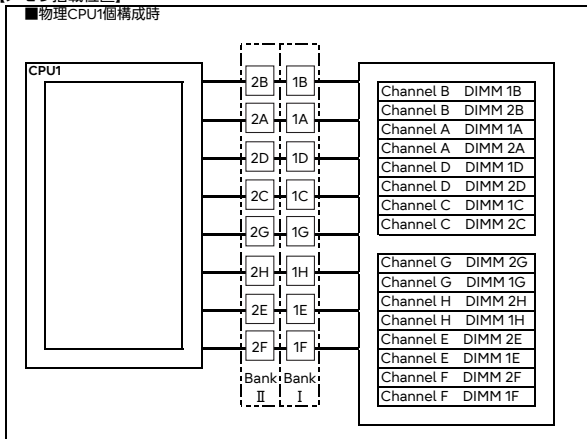 ■物理CPU1個構成時
CPU1
2B 1B
2A 1A
2D 1D
2C 1C
2G 1G
2H 1H
2E 1E
2F 1F
Bank Bank
Ⅱ Ⅰ
Channel B DIMM 1B
Channel B DIMM 2B
Channel A DIMM 1A
Channel A DIMM 2A
Channel D DIMM 1D
Channel D DIMM 2D
Channel C DIMM 1C
Channel C DIMM 2C
Channel G DIMM 2G
Channel G DIMM 1G
Channel H DIMM 2H
Channel H DIMM 1H
Channel E DIMM 2E
Channel E DIMM 1E
Channel F DIMM 2F
Channel F DIMM 1F